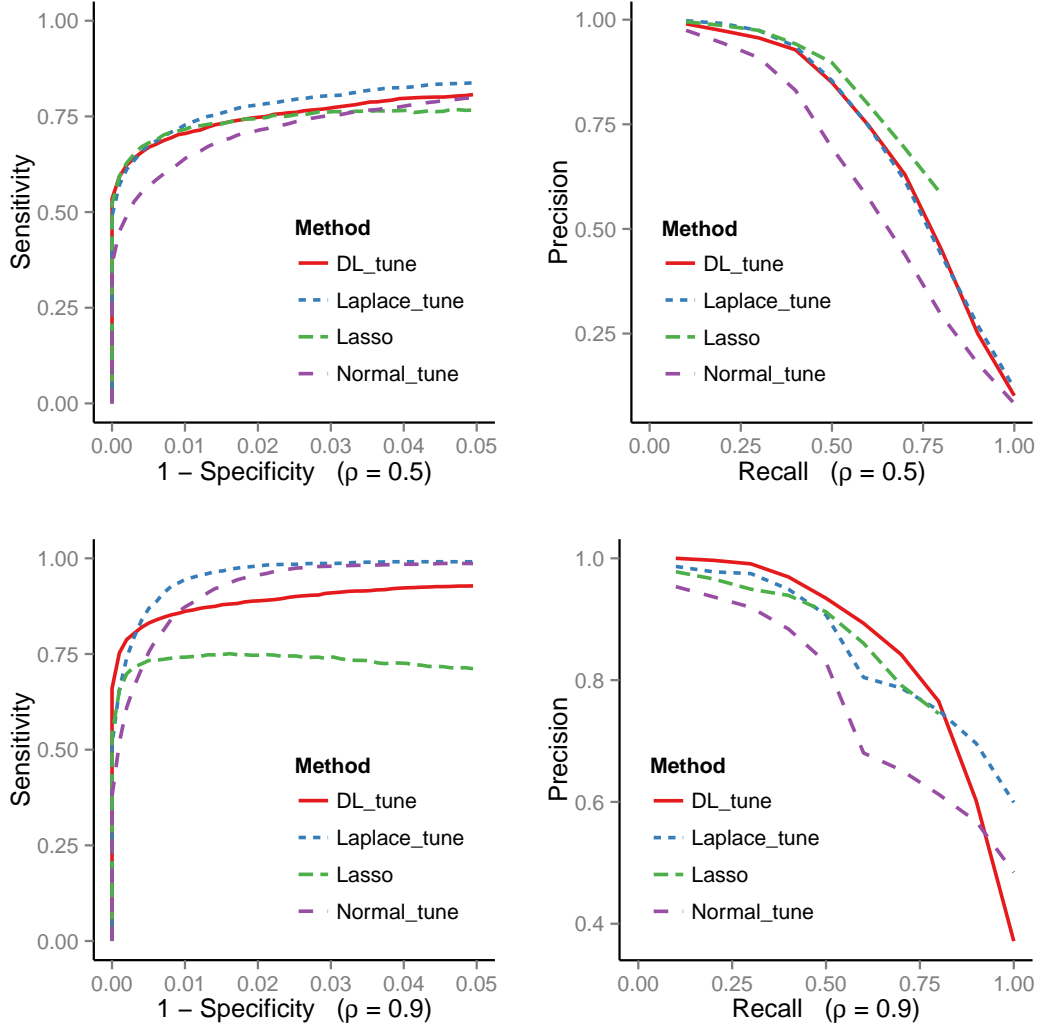 1.00
0.75
0.50
0.25
0.00
Sensitivity
Method
DL_tune
Laplace_tune
Lasso
Normal_tune
0.00 0.01 0.02 0.03 0.04 0.05
1 − Specificity (ρ = 0.5)
1.00
0.75
0.50
0.25
Precision
Method
DL_tune
Laplace_tune
Lasso
Normal_tune
0.00 0.25 0.50 0.75 1.00
Recall (ρ = 0.5)
1.00
0.75
0.50
0.25
0.00
Sensitivity
Method
DL_tune
Laplace_tune
Lasso
Normal_tune
0.00 0.01 0.02 0.03 0.04 0.05
1 − Specificity (ρ = 0.9)
1.0
0.8
0.6
0.4
Precision
Method
DL_tune
Laplace_tune
Lasso
Normal_tune
0.00 0.25 0.50 0.75 1.00
Recall (ρ = 0.9)